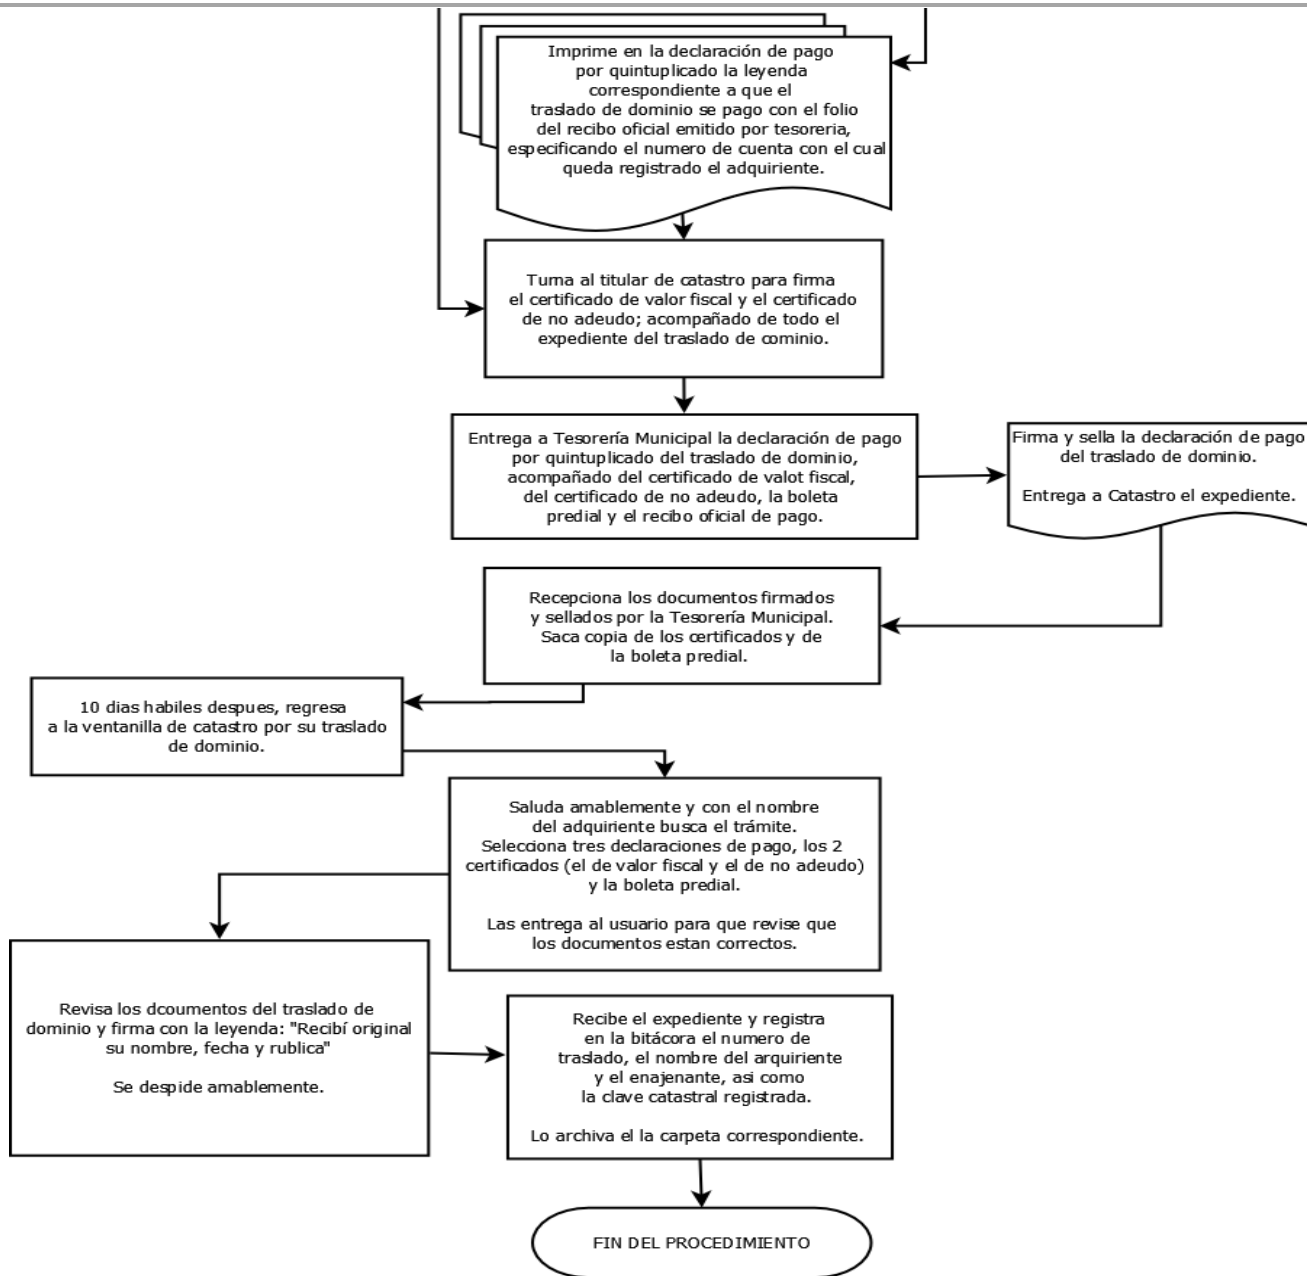 Imprime en la declaración de pago
por quintuplicado la leyenda
correspondiente a que el
traslado de dominio se pago con el folio
del recibo oficial emitido por tesoreria,
especificando el numero de cuenta con el cual
queda registrado el adquiriente.
Turna al titular de catastro para firma
el certificado de valor fiscal y el certificado
de no adeudo; acompañado de todo el
expediente del traslado de cominio.
Entrega a Tesorería Municipal la declaración de pago
por quintuplicado del traslado de dominio,
acompañado del certificado de valot fiscal,
del certificado de no adeudo, la boleta
predial y el recibo oficial de pago.
Firma y sella la declaración de pago
del traslado de dominio.
Entrega a Catastro el expediente.
Recepciona los documentos firmados
y sellados por la Tesorería Municipal.
Saca copia de los certificados y de
la boleta predial.
10 dias habiles despues, regresa
a la ventanilla de catastro por su traslado
de dominio.
Saluda amablemente y con el nombre
del adquiriente busca el trámite.
Selecciona tres declaraciones de pago, los 2
certificados (el de valor fiscal y el de no adeudo)
y la boleta predial.
Las entrega al usuario para que revise que
los documentos estan correctos.
Revisa los dcoumentos del traslado de
dominio y firma con la leyenda: "Recibí original
su nombre, fecha y rublica"
Se despide amablemente.
Recibe el expediente y registra
en la bitácora el numero de
traslado, el nombre del arquiriente
y el enajenante, asi como
la clave catastral registrada.
Lo archiva el la carpeta correspondiente.
FIN DEL PROCEDIMIENTO